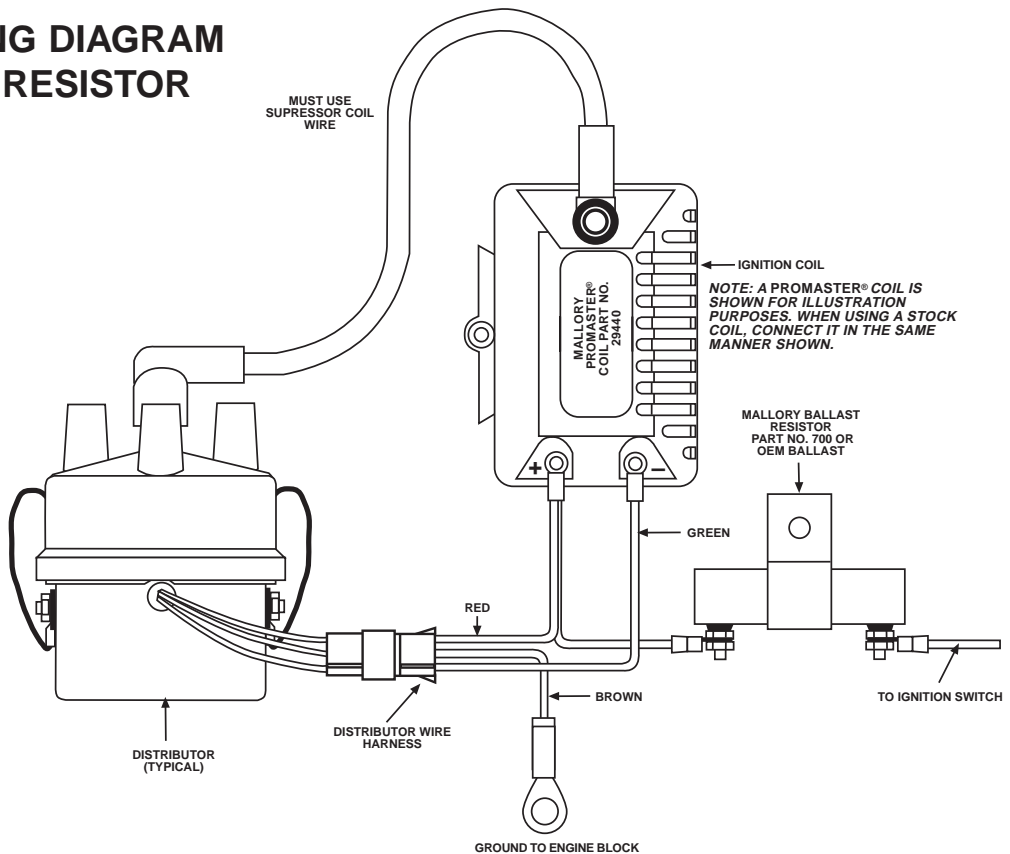 NG DIAGRAM
RESISTOR
MUST USE
SUPRESSOR COIL
WIRE
IGNITION COIL
NOTE: A PROMASTER® COIL IS
SHOWN FOR ILLUSTRATION
PURPOSES. WHEN USING A STOCK
COIL, CONNECT IT IN THE SAME
MANNER SHOWN.
MALLORY
PROMASTER®
COIL PART NO.
29440
MALLORY BALLAST
RESISTOR
PART NO. 700 OR
OEM BALLAST
+
–
GREEN
RED
BROWN
TO IGNITION SWITCH
DISTRIBUTOR WIRE
HARNESS
DISTRIBUTOR
(TYPICAL)
GROUND TO ENGINE BLOCK